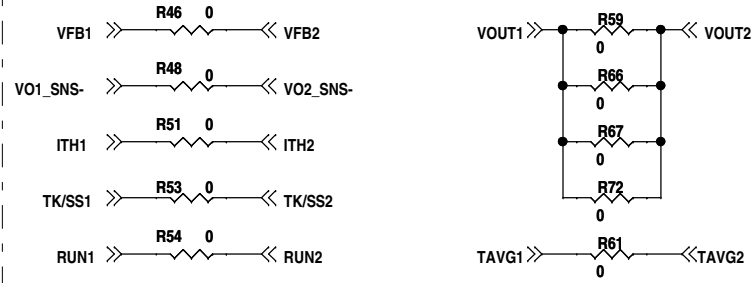 R46 0
VFB1 VFB2
R48 0
VO1_SNS- VO2_SNS-
R51 0
ITH1 ITH2
R53 0
TK/SS1 TK/SS2
R54 0
RUN1 RUN2
R59
VOUT1 VOUT2
0
R66
0
R67
0
R72
0
R61
TAVG1 TAVG2
0